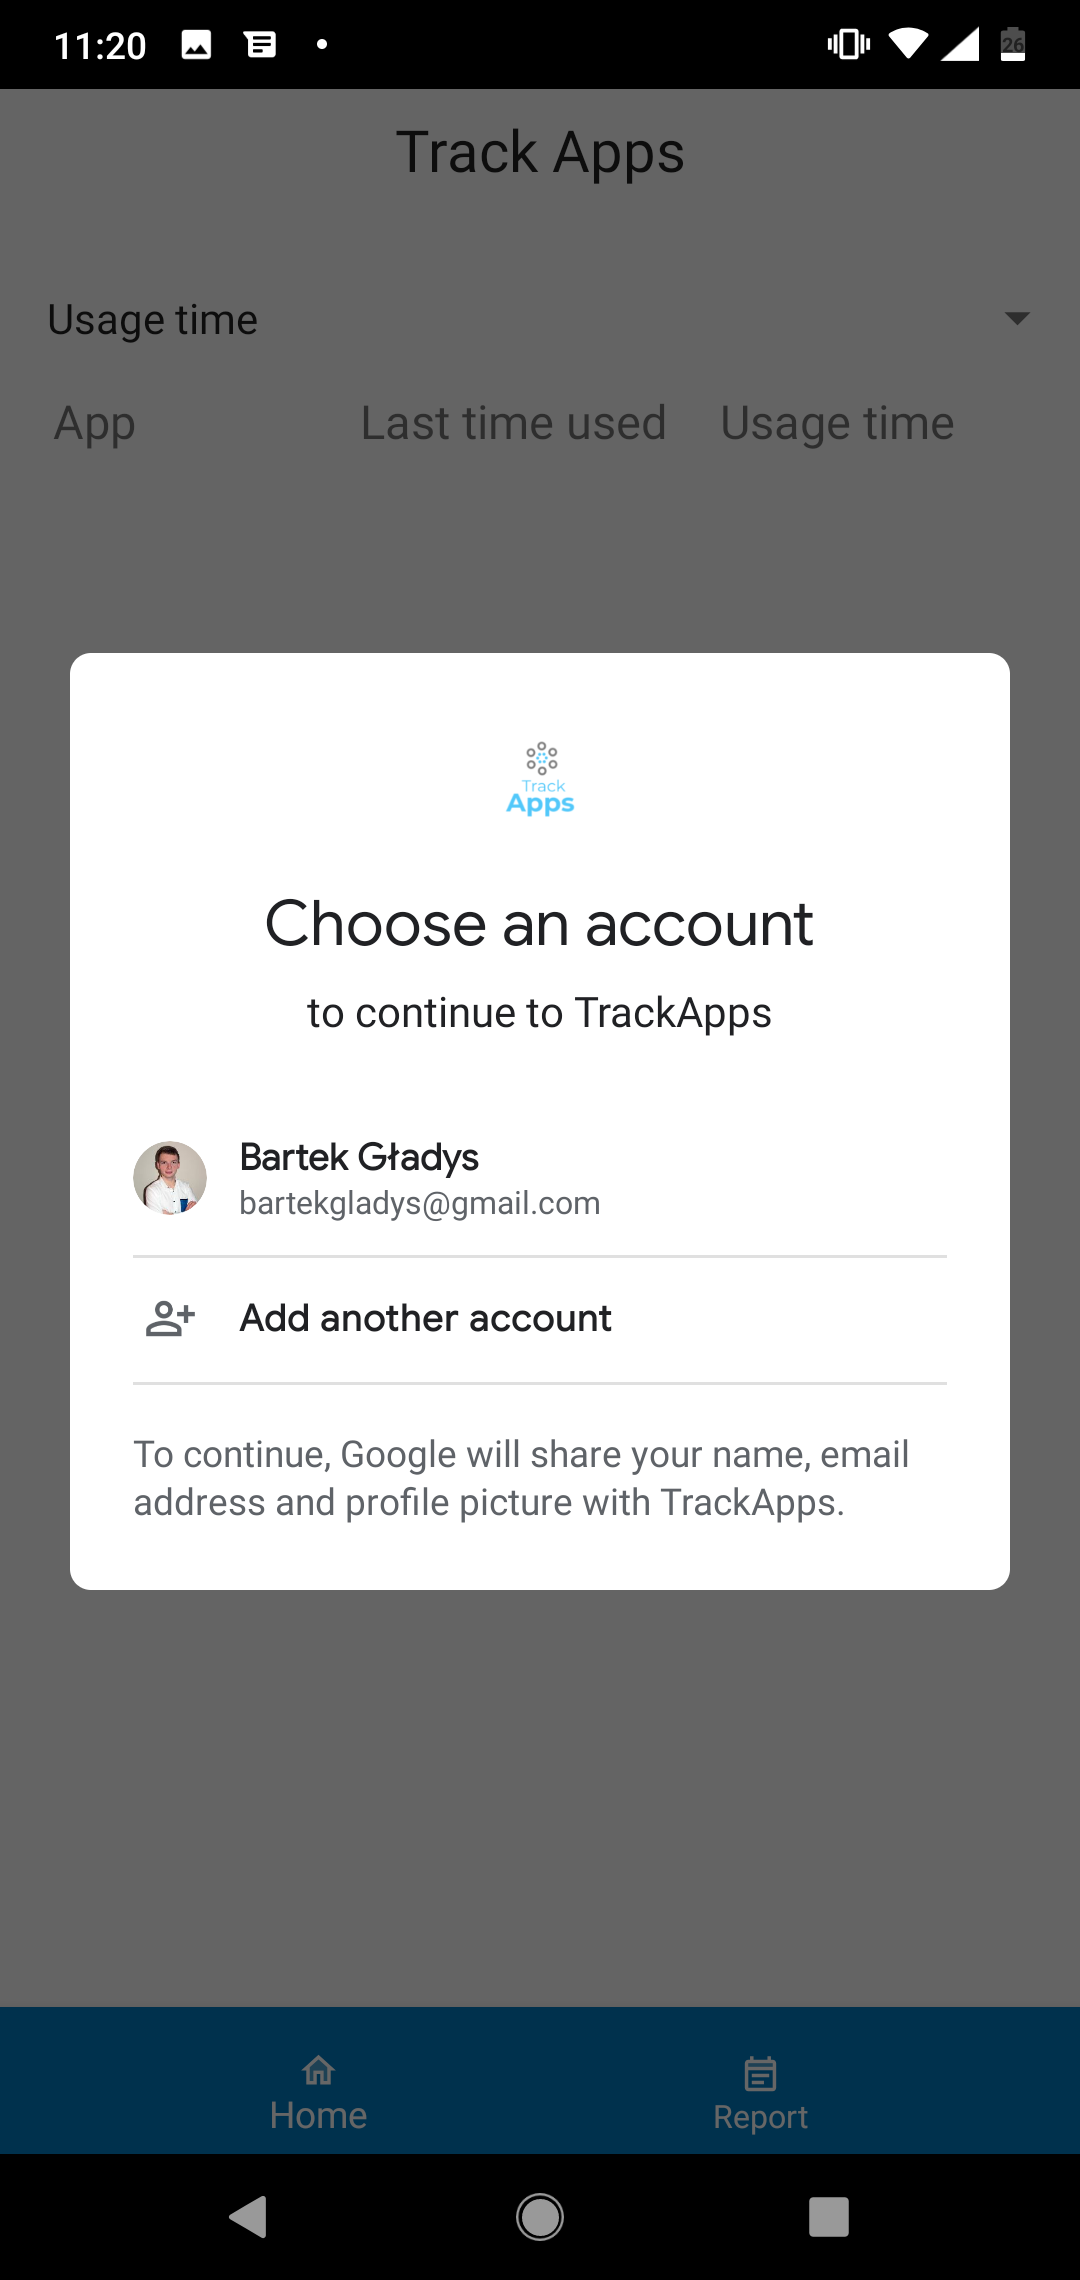 11:20
26
Track Apps
Usage time
App Last time used Usage time
Track
Apps
Choose an account
to continue to TrackApps
Bartek Gładys
bartekgladys@gmail.com
Add another account
To continue, Google will share your name, email
address and profile picture with TrackApps.
Home Report